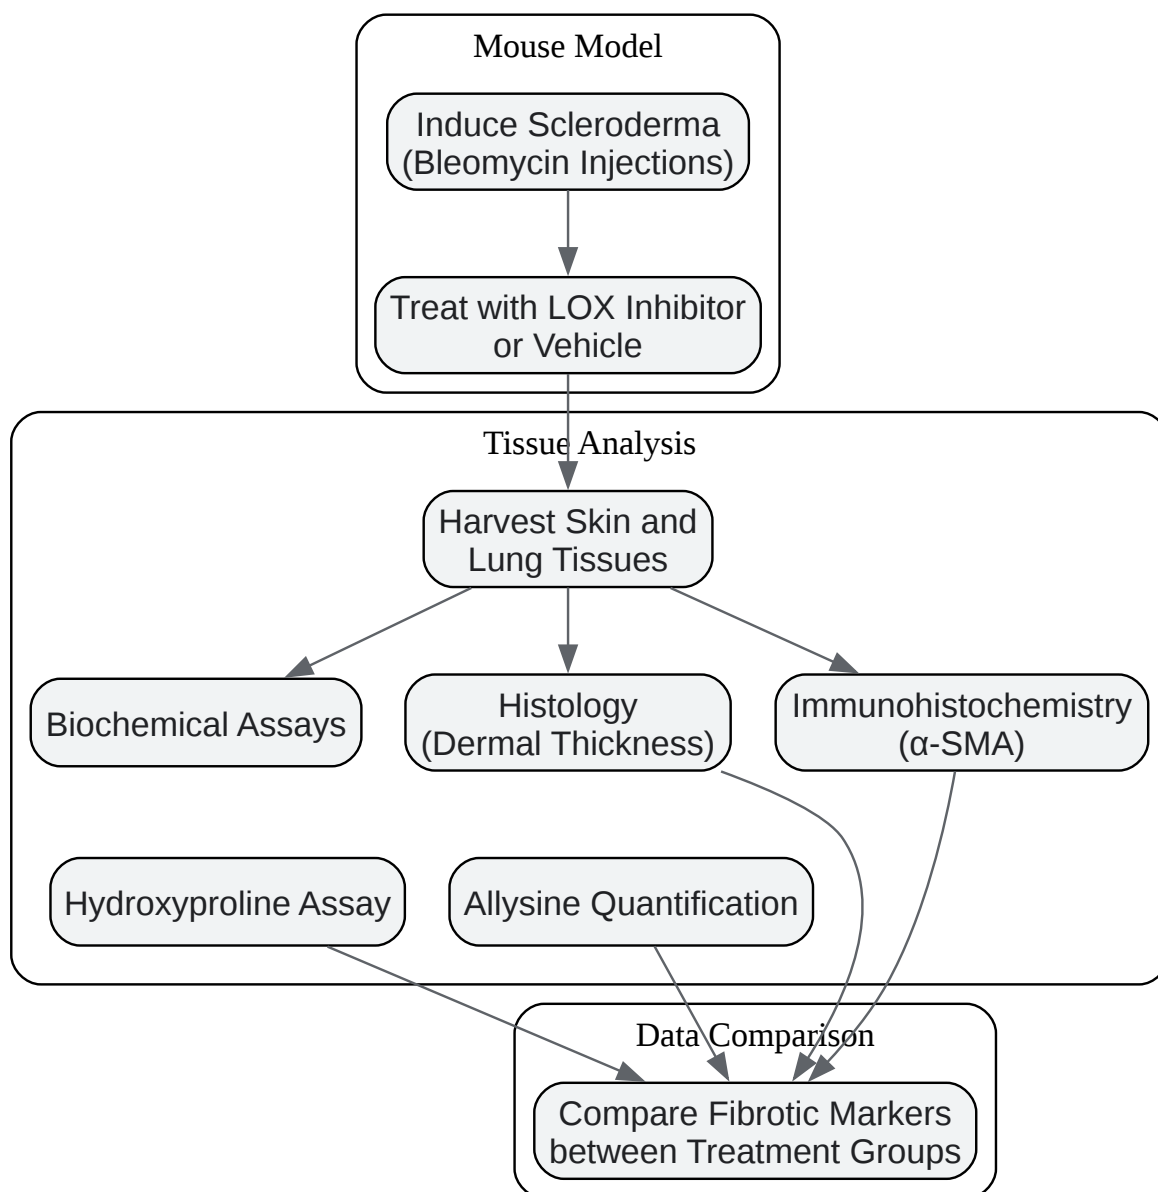 Mouse Model
Induce Scleroderma
(Bleomycin Injections)
Treat with LOX Inhibitor
or Vehicle
Tissue Analysis
Harvest Skin and
Lung Tissues
Biochemical Assays
Histology
(Dermal Thickness)
Immunohistochemistry
(α-SMA)
Hydroxyproline Assay
Allysine Quantification
Data Comparison
Compare Fibrotic Markers
between Treatment Groups